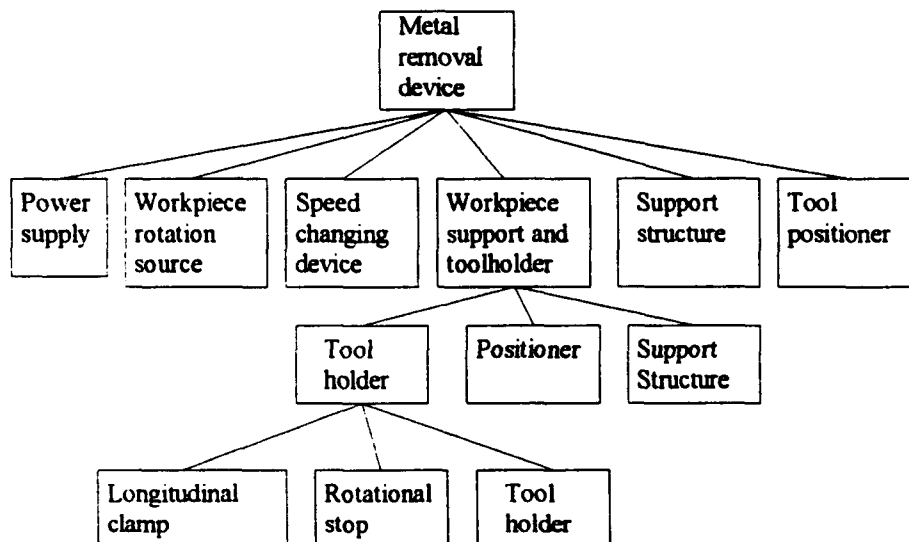 Metal
removal
device
Power
supply
Workpiece
rotation
source
Speed
changing
device
Workpiece
support and
toolholder
Support
structure
Tool
positioner
Tool
holder
Positioner
Support
Structure
Longitudinal
clamp
Rotational
stop
Tool
holder